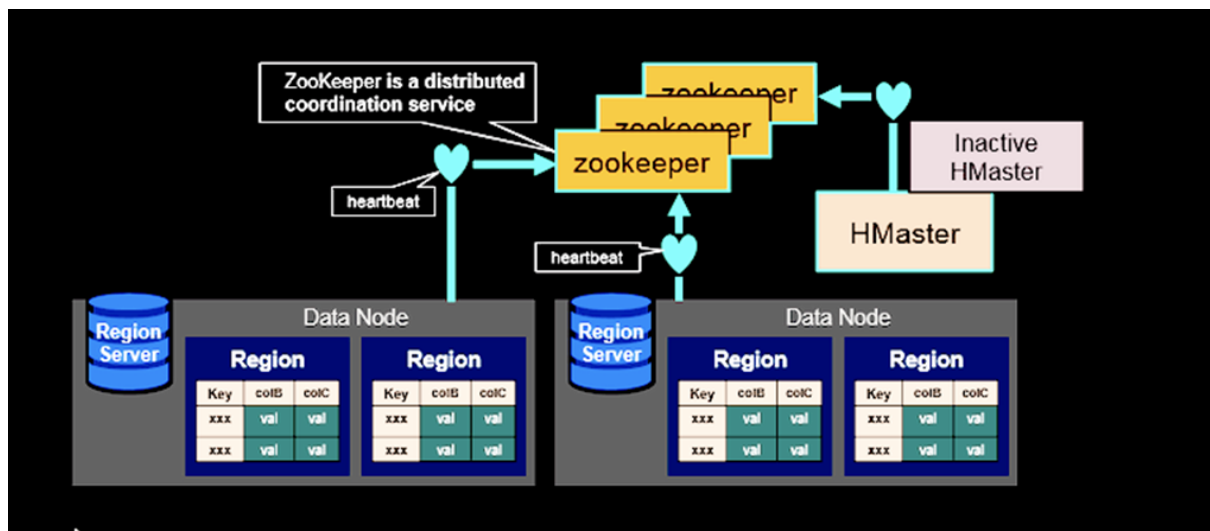 ZooKeeper is a distributed
coordination service
zookeeper
zookeeper
zookeeper
Inactive
HMaster
HMaster
heartbeat
heartbeat
Region
Server
Data Node
Region
Key colB colC
xxx val val
xxx val val
Region
Key colB colC
xxx val val
xxx val val
Region
Server
Data Node
Region
Key colB colC
xxx val val
xxx val val
Region
Key colB colC
xxx val val
xxx val val